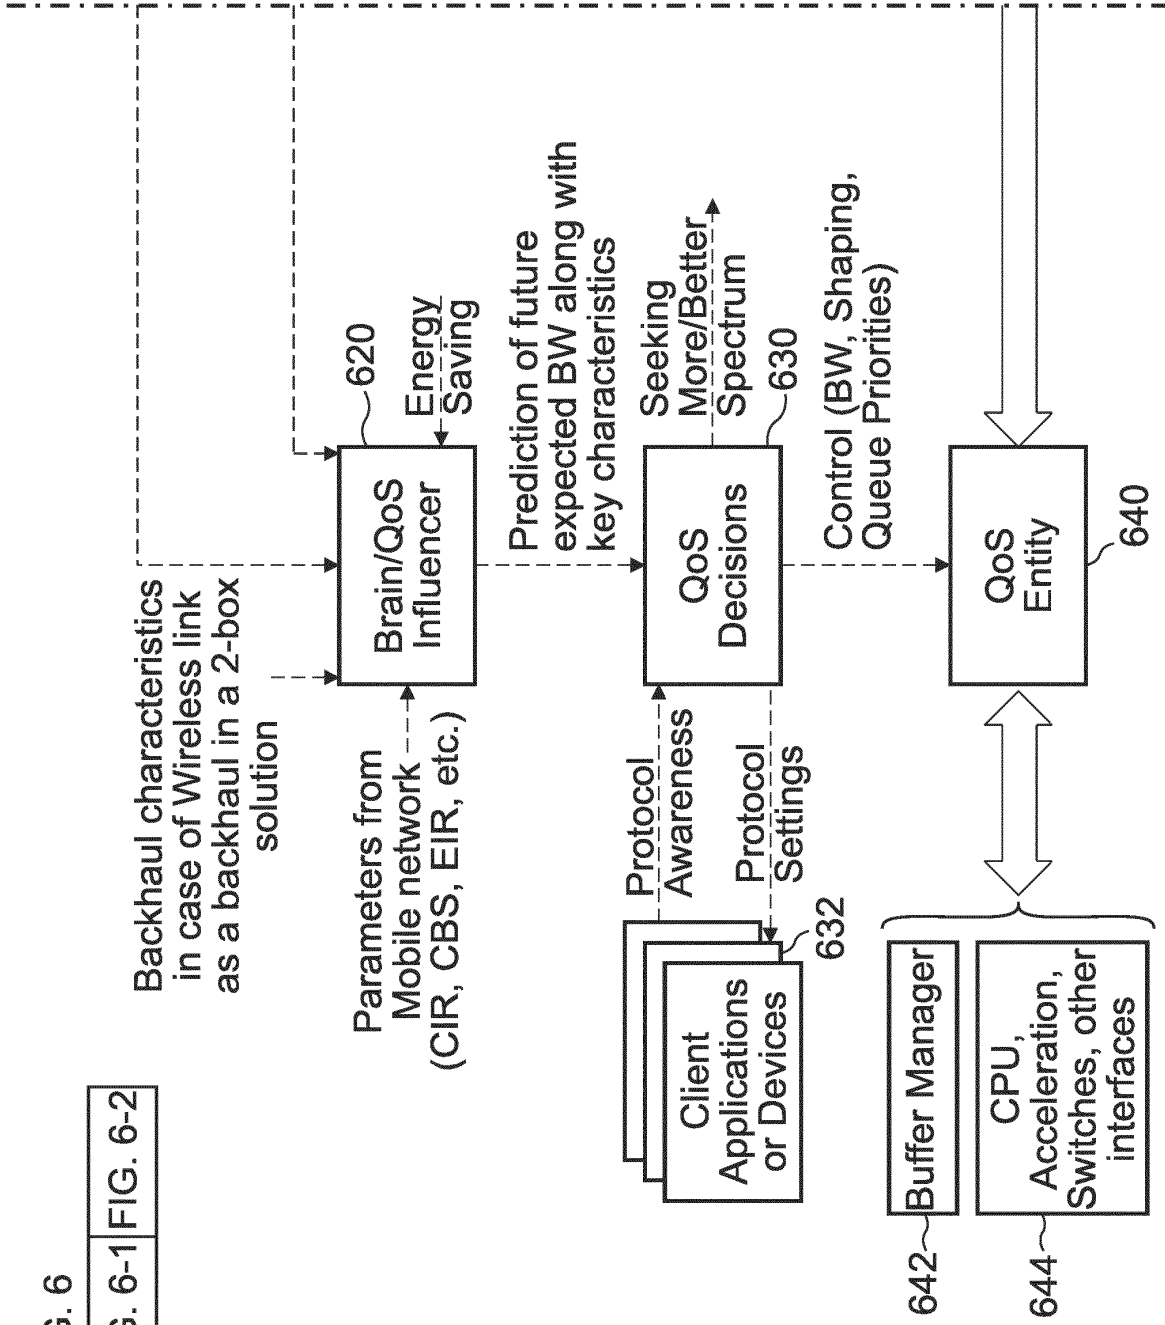 G. 6
G. 6-1
FIG. 6-2
Backhaul characteristics
in case of Wireless link
as a backhaul in a 2-box
solution
Parameters from
Mobile network
(CIR, CBS, EIR, etc.)
Brain/QoS
Influencer
620
Energy
Saving
Prediction of future
expected BW along with
key characteristics
Client
Applications
or Devices
632
Protocol
Awareness
Protocol
Settings
QoS
Decisions
630
Seeking
More/Better
Spectrum
Control (BW, Shaping,
Queue Priorities)
642
Buffer Manager
644
CPU,
Acceleration,
Switches, other
interfaces
QoS
Entity
640